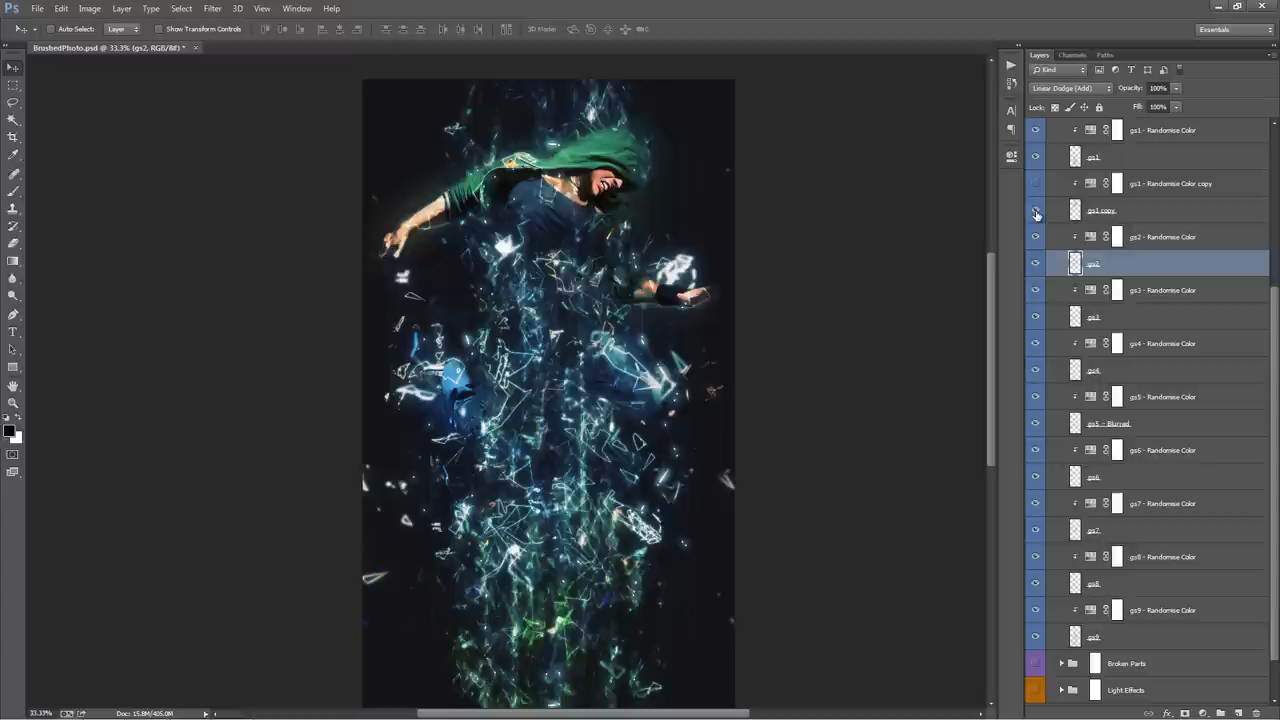 Ps File Edit Image Layer Type Select Filter 3D View Window Help
Auto-Select: Layer Show Transform Controls 3D Mode: Essentials
BrushedPhoto.psd @ 33.3% (gs2, RGB/8#) * ×
Layers Channels Paths
Kind
Linear Dodge (Add) Opacity: 100%
Lock: Fill: 100%
gs1 - Randomise Color
gs1
gs1 - Randomise Color copy
gs1 copy
gs2 - Randomise Color
gs2
gs3 - Randomise Color
gs3
gs4 - Randomise Color
gs4
gs5 - Randomise Color
gs5 - Blurred
gs6 - Randomise Color
gs6
gs7 - Randomise Color
gs7
gs8 - Randomise Color
gs8
gs9 - Randomise Color
gs9
Broken Parts
Light Effects
33.33% Doc: 15.8M/405.0M